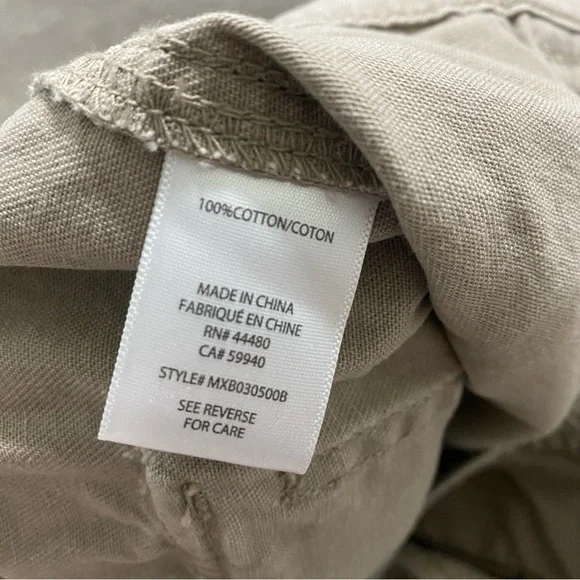 100%COTTON/COTON
MADE IN CHINA
FABRIQUÉ EN CHINE
RN# 44480
CA# 59940
STYLE# MXB030500B
SEE REVERSE
FOR CARE